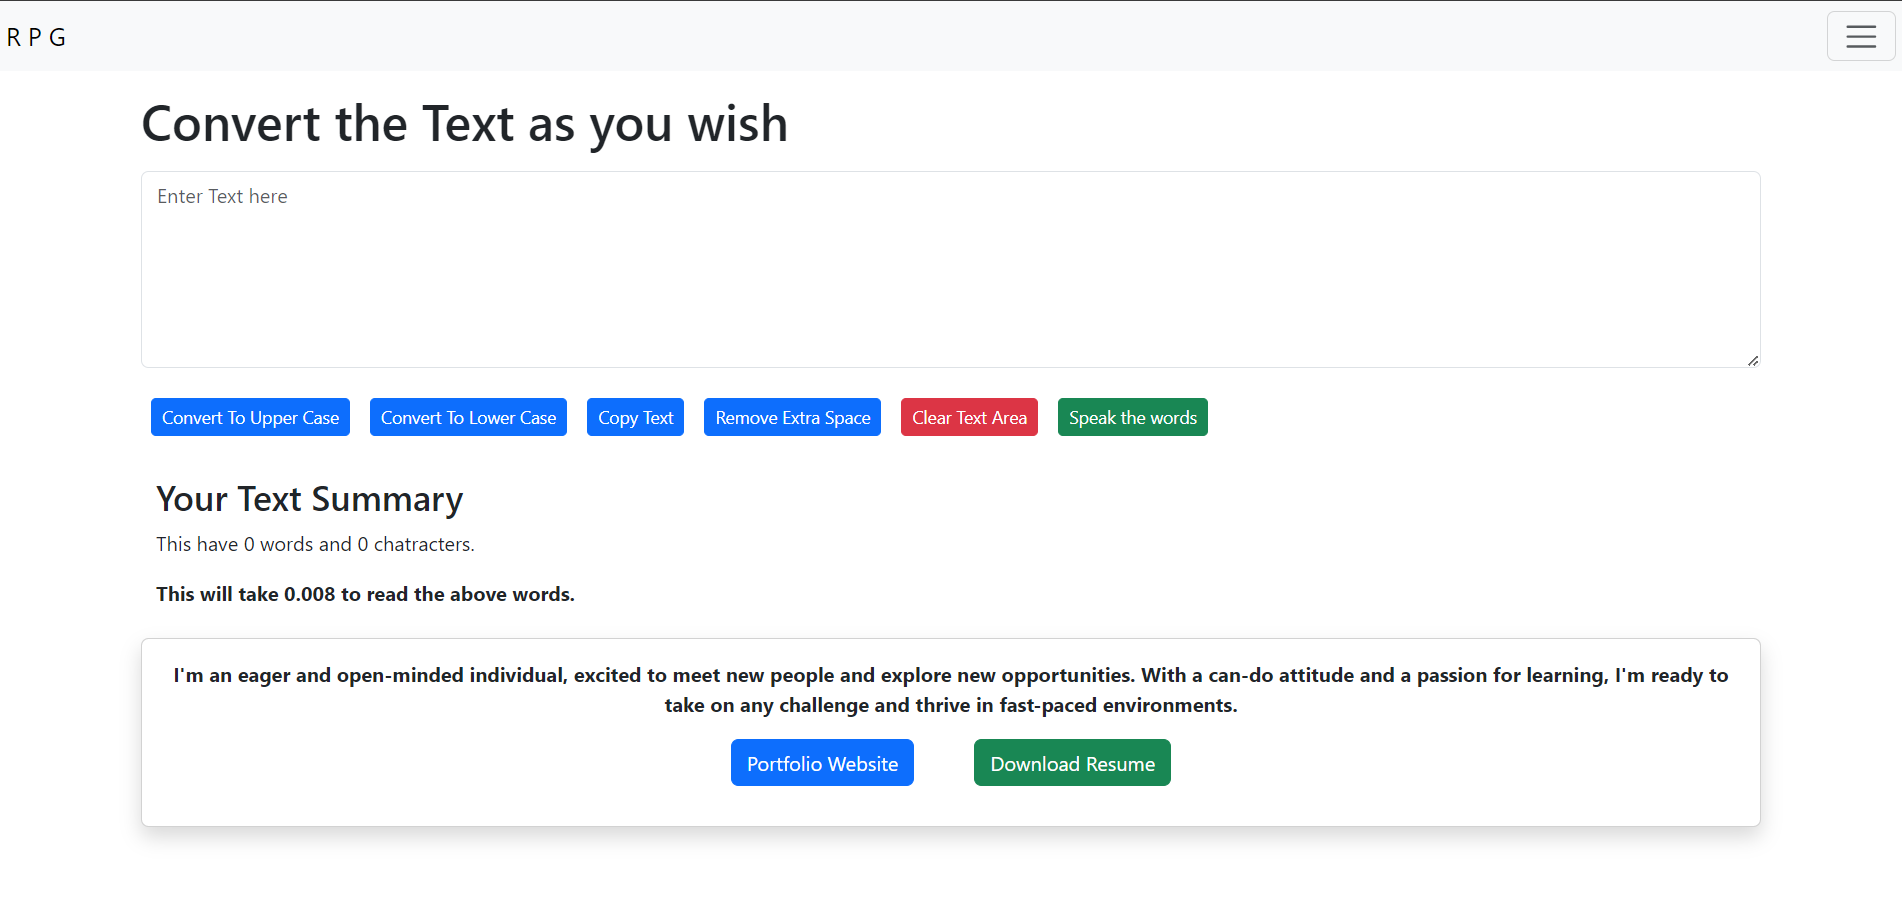 R P G
Convert the Text as you wish
Enter Text here
Convert To Upper Case Convert To Lower Case Copy Text Remove Extra Space Clear Text Area Speak the words
Your Text Summary
This have 0 words and 0 chatracters.
This will take 0.008 to read the above words.
I'm an eager and open-minded individual, excited to meet new people and explore new opportunities. With a can-do attitude and a passion for learning, I'm ready to
take on any challenge and thrive in fast-paced environments.
Portfolio Website Download Resume